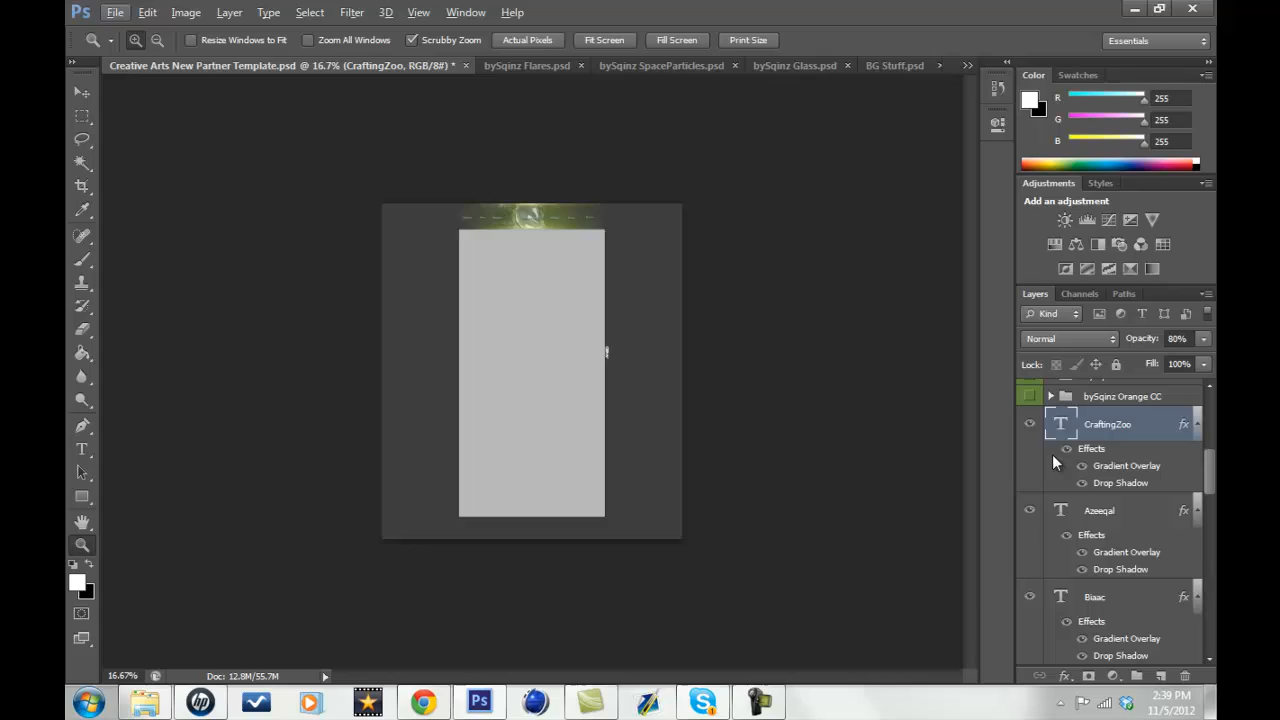 Ps File Edit Image Layer Type Select Filter 3D View Window Help
Resize Windows to Fit Zoom All Windows Scrubby Zoom Actual Pixels Fit Screen Fill Screen Print Size Essentials
Creative Arts New Partner Template.psd @ 16.7% (CraftingZoo, RGB/8#) * × bySqinz Flares.psd × bySqinz SpaceParticles.psd × bySqinz Glass.psd × BG Stuff.psd
Color Swatches
R 255
G 255
B 255
Adjustments Styles
Add an adjustment
Layers Channels Paths
Kind
Normal Opacity: 80%
Lock: Fill: 100%
bySqinz Orange CC
T CraftingZoo fx
Effects
Gradient Overlay
Drop Shadow
T Azeeqal fx
Effects
Gradient Overlay
Drop Shadow
T Biaac fx
Effects
Gradient Overlay
Drop Shadow
16.67% Doc: 12.8M/55.7M
hp Ps S
2:39 PM
11/5/2012